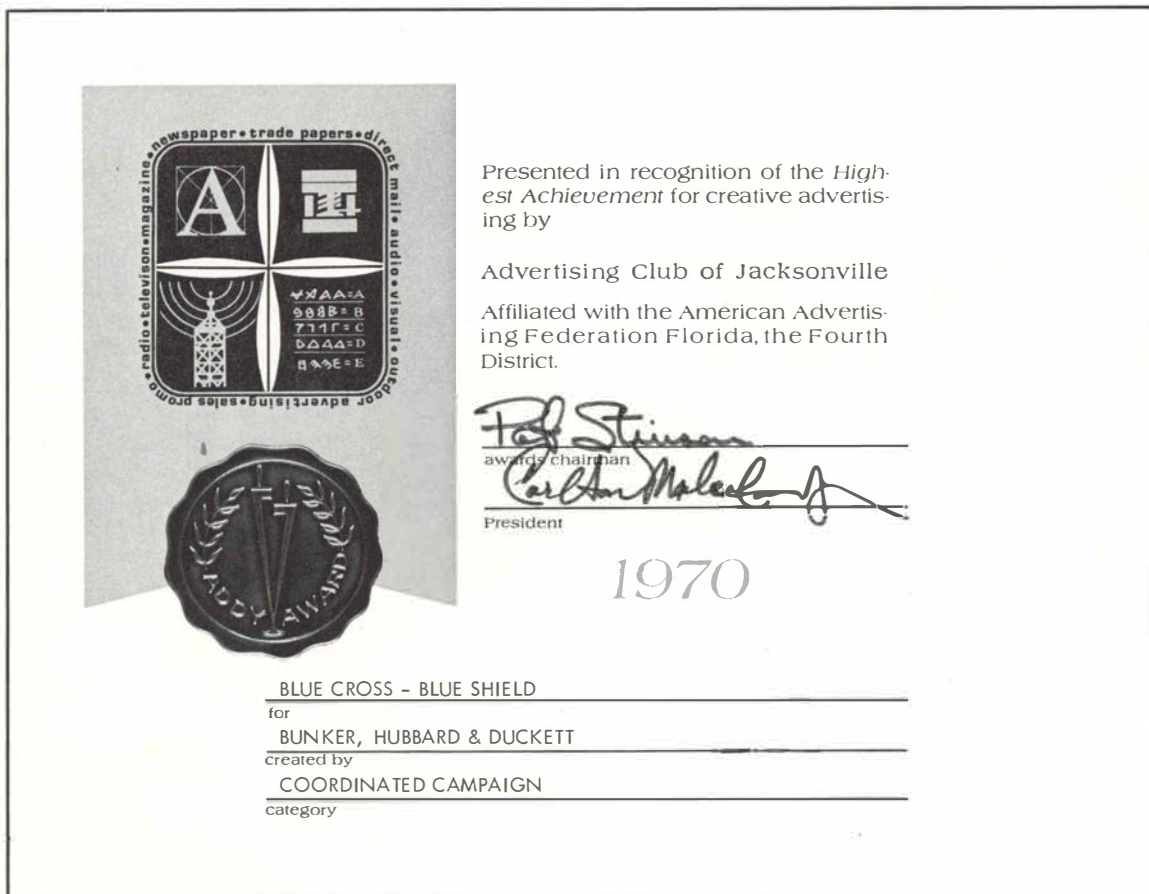 newspaper•trade papers•direct mail•audio•visual•outdoor advertising•sales promo•radio•televison•magazine•
A
=A
=B
=C
=D
=E
ADDY AWARD
Presented in recognition of the High-
est Achievement for creative advertis-
ing by
Advertising Club of Jacksonville
Affiliated with the American Advertis-
ing Federation Florida, the Fourth
District.
Stinson
awards chairman
Carlton
President
1970
BLUE CROSS - BLUE SHIELD
for
BUNKER, HUBBARD & DUCKETT
created by
COORDINATED CAMPAIGN
category